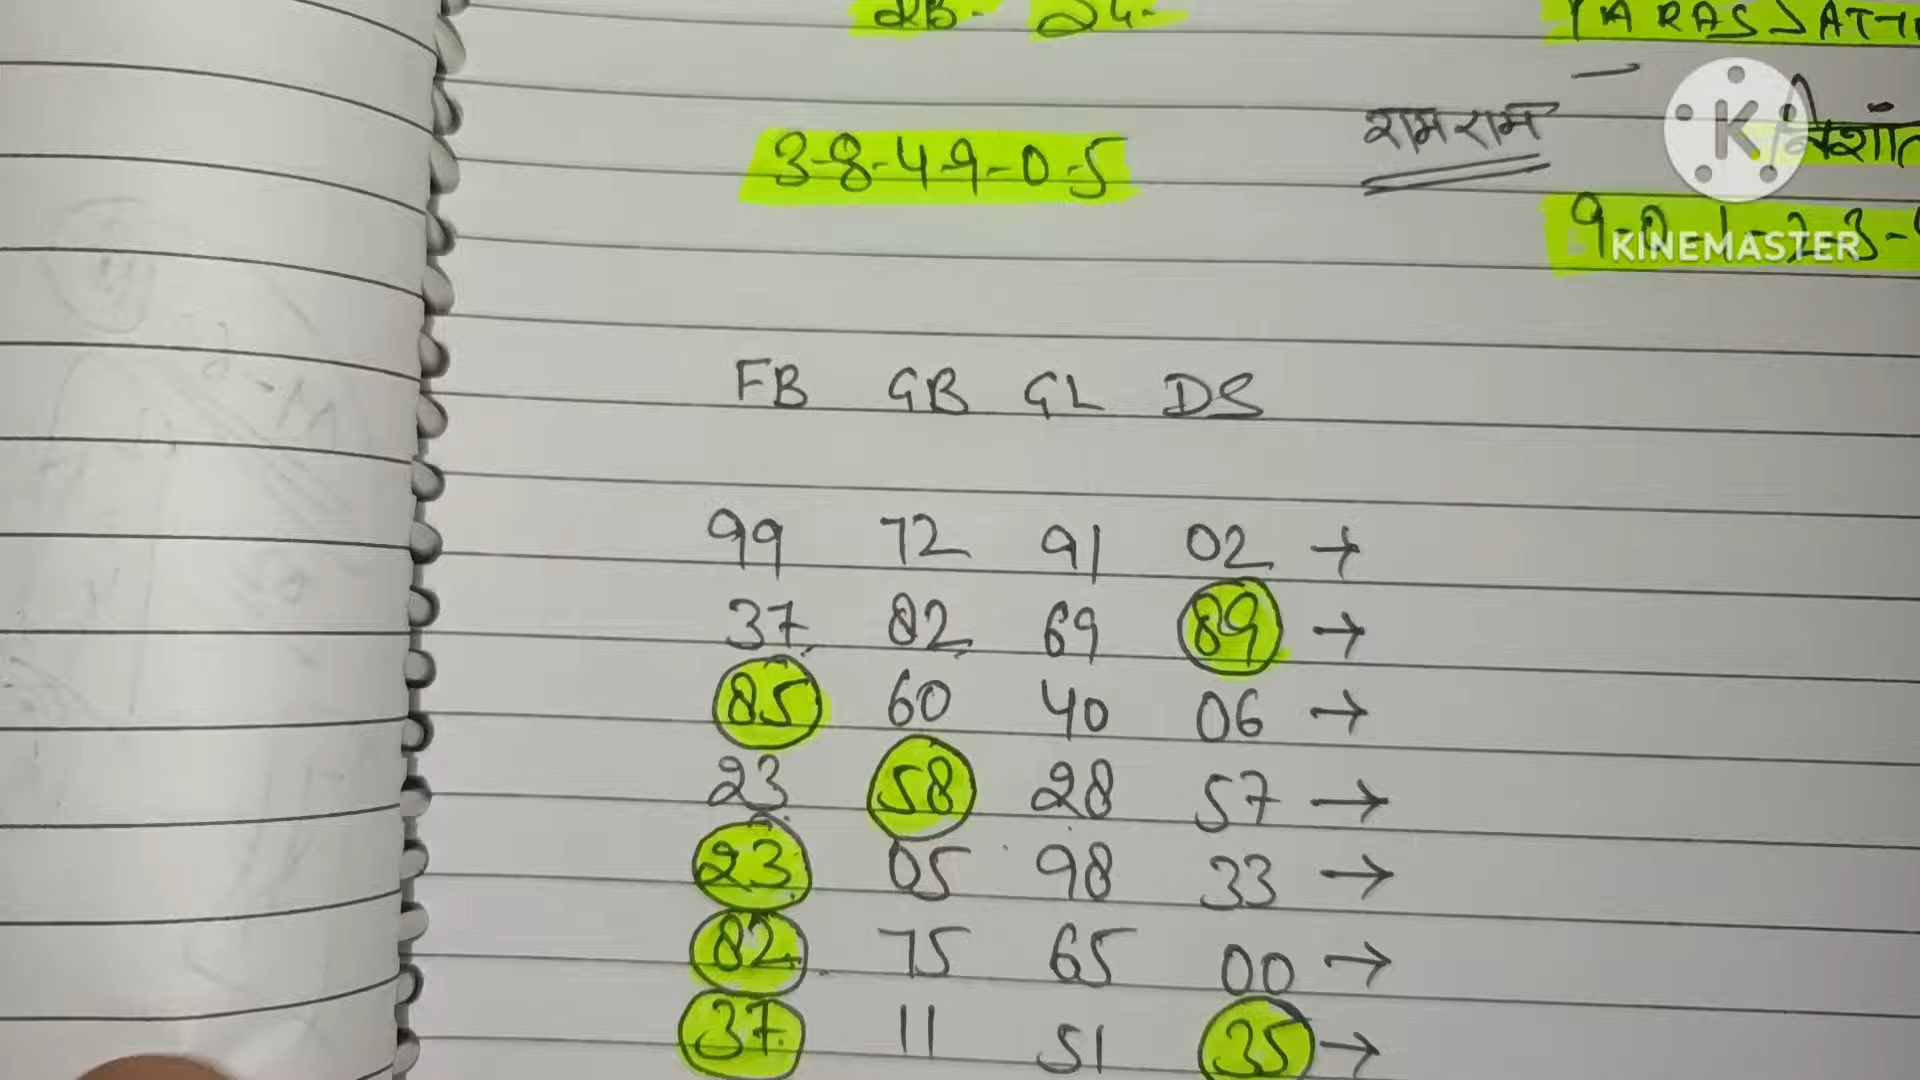 3-8-4-9-0-5
राम राम
KINEMASTER
FB GB GL DS
99 72 91 02 →
37 82 69 89 →
85 60 40 06 →
23 58 28 57 →
23 05 98 33 →
82 75 65 00 →
37 11 51 35 →